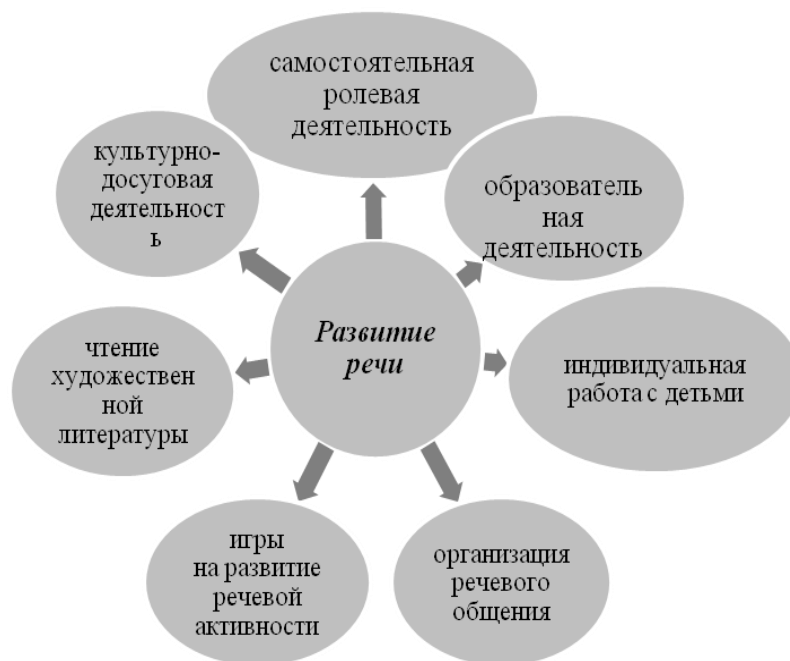 самостоятельная
ролевая
деятельность
культурно-
досуговая
деятельност
ь
образователь
ная
деятельность
Развитие
речи
чтение
художествен
ной
литературы
индивидуальная
работа с детьми
игры
на развитие
речевой
активности
организация
речевого
общения